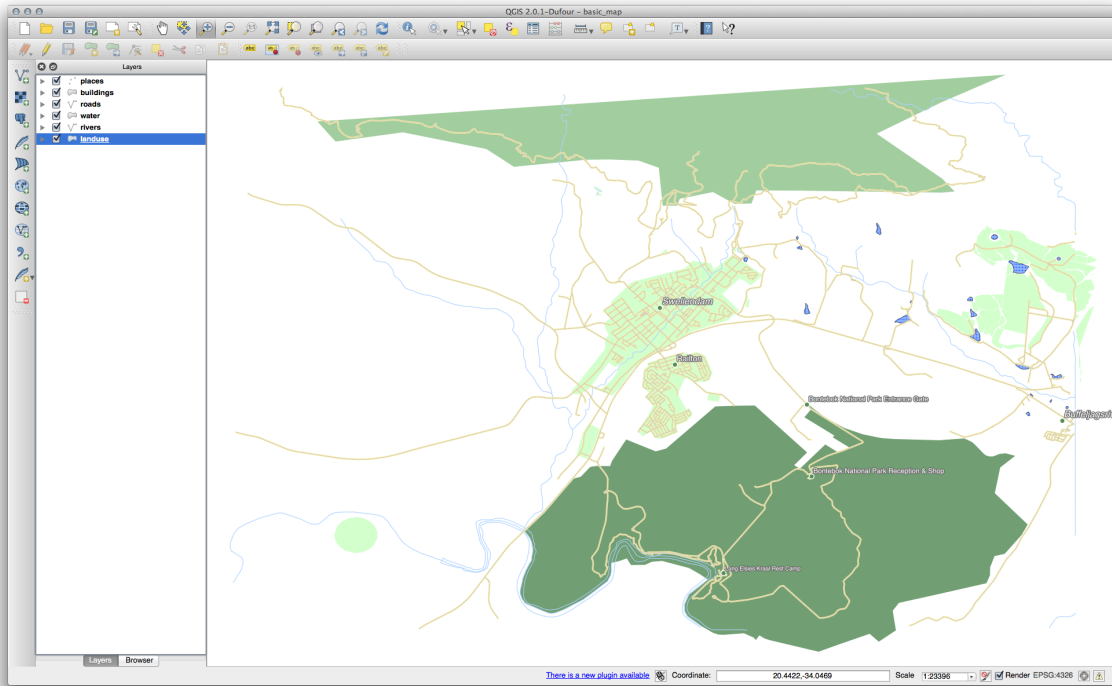 QGIS 2.0.1-Dufour - basic_map
Layers
places
buildings
roads
water
rivers
landuse
Swellendam
Railton
Bontebok National Park Entrance Gate
Bontebok National Park Reception & Shop
Lang Elsies Kraal Rest Camp
Layers
Browser
There is a new plugin available
Coordinate:
20.4422,-34.0469
Scale
1:23396
Render
EPSG:4326